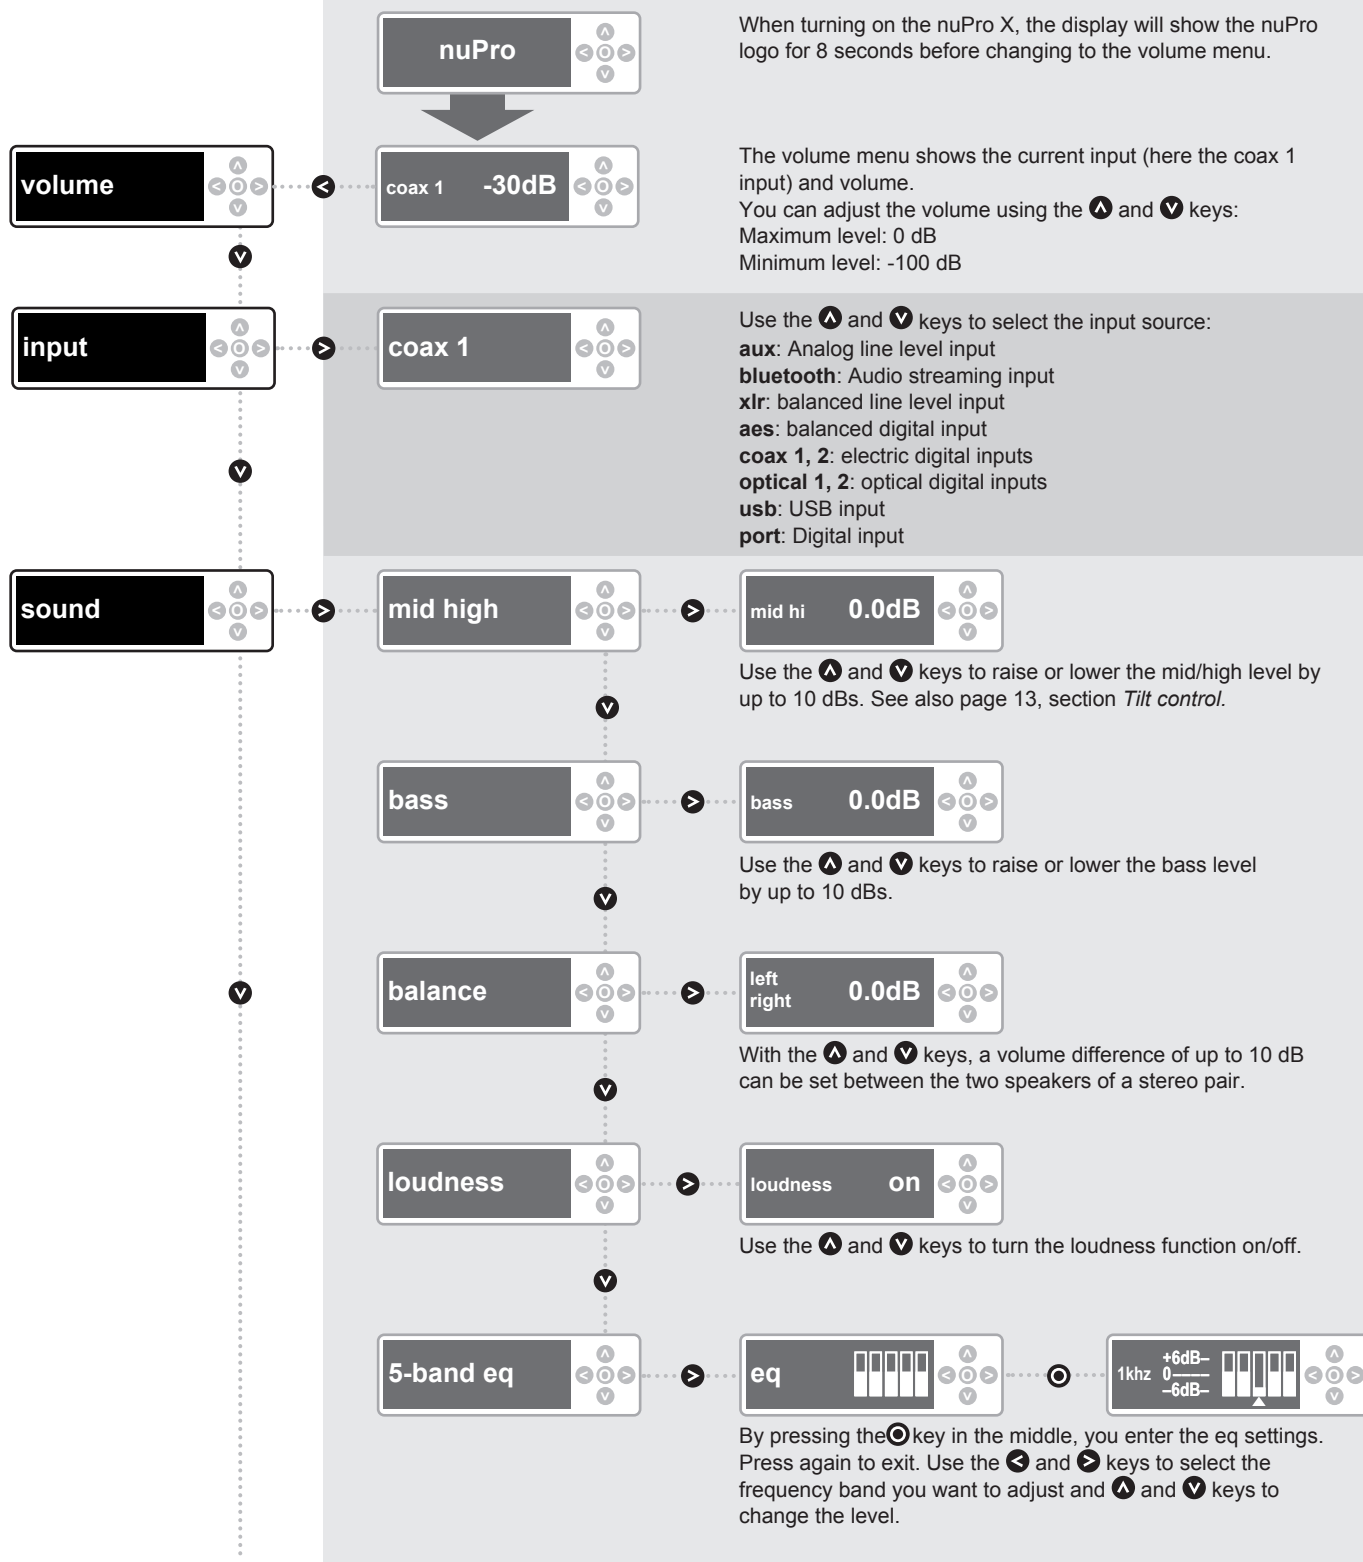 nuPro
When turning on the nuPro X, the display will show the nuPro
logo for 8 seconds before changing to the volume menu.
volume
coax 1 -30dB
The volume menu shows the current input (here the coax 1
input) and volume.
You can adjust the volume using the and keys:
Maximum level: 0 dB
Minimum level: -100 dB
input
coax 1
Use the and keys to select the input source:
aux: Analog line level input
bluetooth: Audio streaming input
xlr: balanced line level input
aes: balanced digital input
coax 1, 2: electric digital inputs
optical 1, 2: optical digital inputs
usb: USB input
port: Digital input
sound
mid high
mid hi 0.0dB
Use the and keys to raise or lower the mid/high level by
up to 10 dBs. See also page 13, section Tilt control.
bass
bass 0.0dB
Use the and keys to raise or lower the bass level
by up to 10 dBs.
balance
left
right 0.0dB
With the and keys, a volume difference of up to 10 dB
can be set between the two speakers of a stereo pair.
loudness
loudness on
Use the and keys to turn the loudness function on/off.
5-band eq
eq
+6dB–
1khz 0----
–6dB–
By pressing the key in the middle, you enter the eq settings.
Press again to exit. Use the and keys to select the
frequency band you want to adjust and and keys to
change the level.